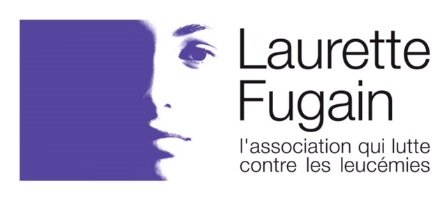 Laurette
Fugain
l'association qui lutte
contre les leucémies